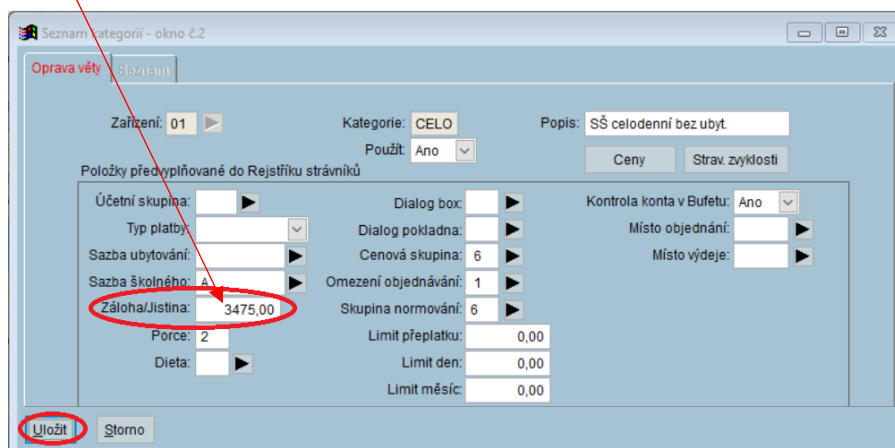 Seznam kategorií - okno č.2
Oprava věty Seznam
Zařízení: 01 Kategorie: CELO Popis: SŠ celodenní bez ubyt.
Použít: Ano Ceny Strav. zvyklosti
Položky předvyplňované do Rejstříku strávníků
Účetní skupina: Dialog box: Kontrola konta v Bufetu: Ano
Typ platby: Dialog pokladna: Místo objednání:
Sazba ubytování: Cenová skupina: 6 Místo výdeje:
Sazba školného: A Omezení objednávání: 1
Záloha/Jistina: 3475,00 Skupina normování: 6
Porce: 2 Limit přeplatku: 0,00
Dieta: Limit den: 0,00
Limit měsíc: 0,00
Uložit Storno